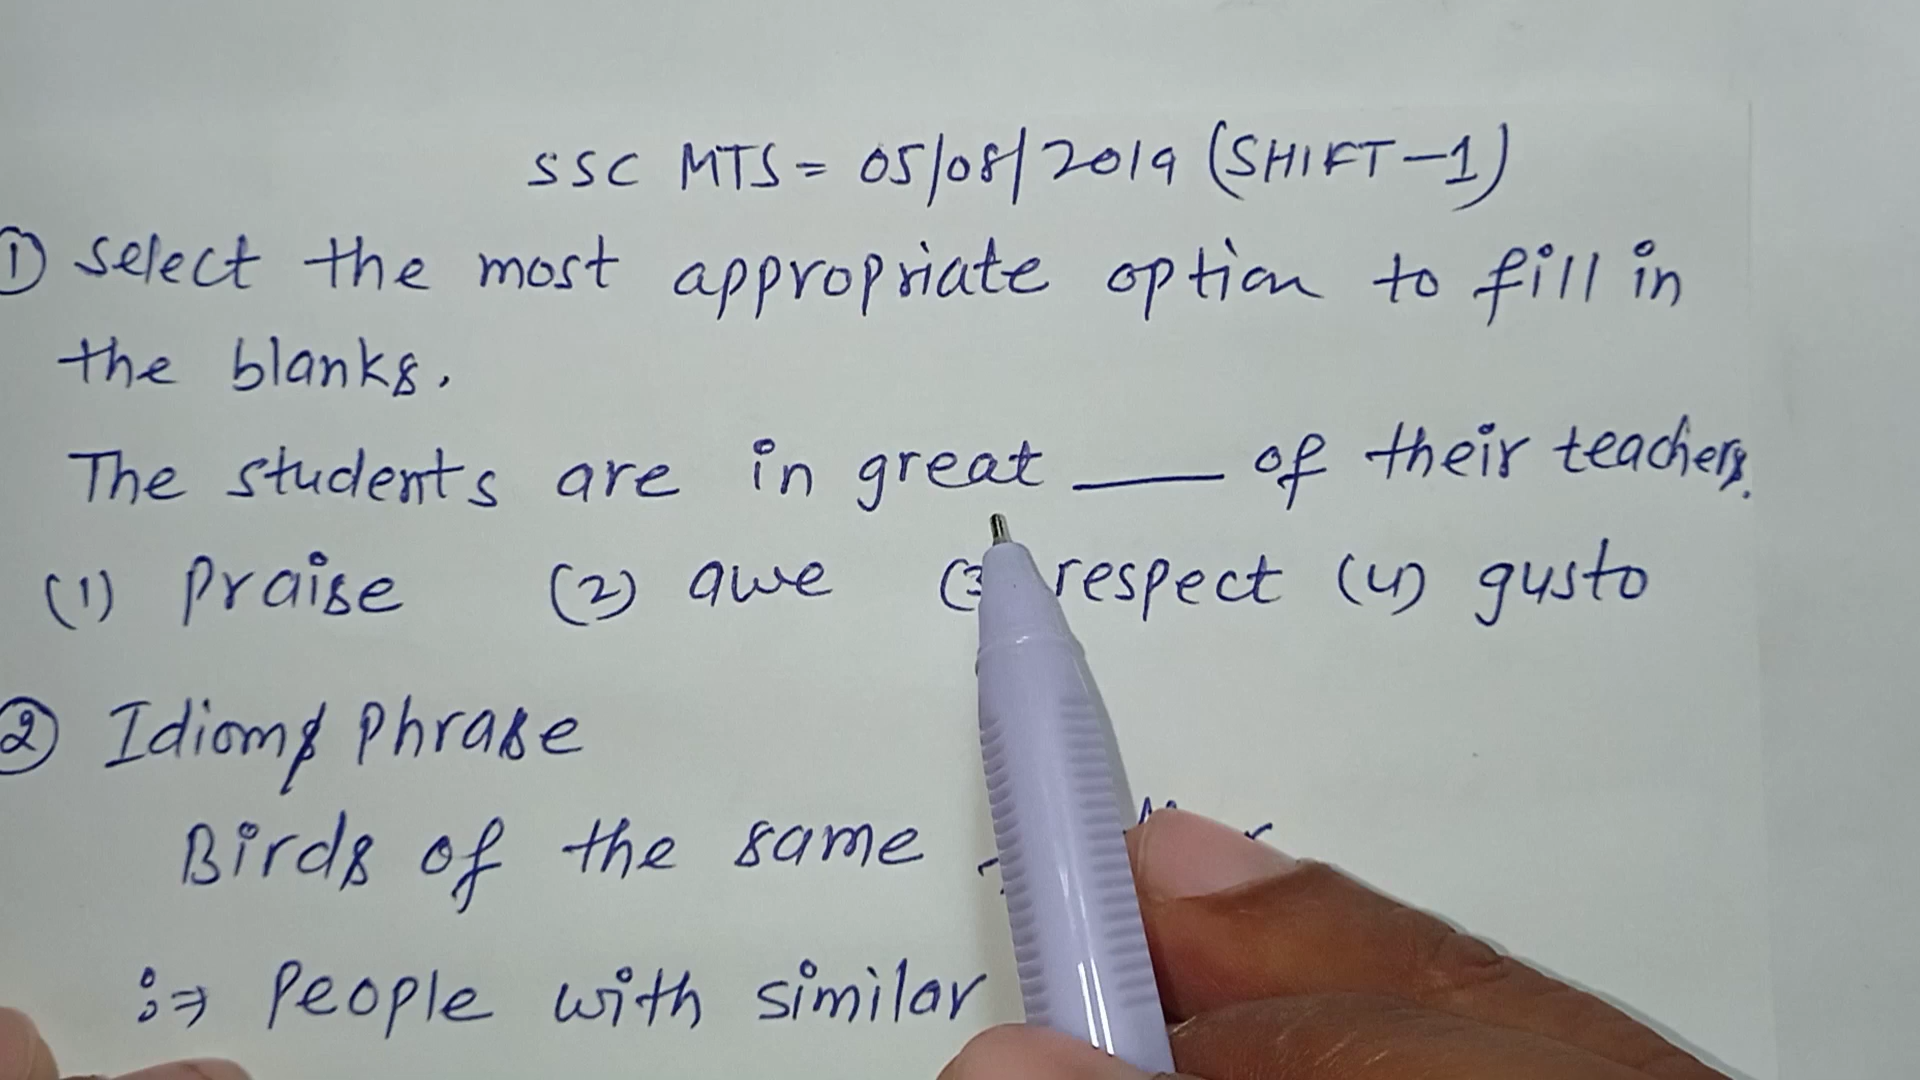 SSC MTS = 05/08/2019 (SHIFT-1)
① Select the most appropriate option to fill in
the blanks.
The students are in great ___ of their teachers.
(1) Praise (2) awe (3) respect (4) gusto
② Idioms Phrase
Birds of the same
⇒ People with similar